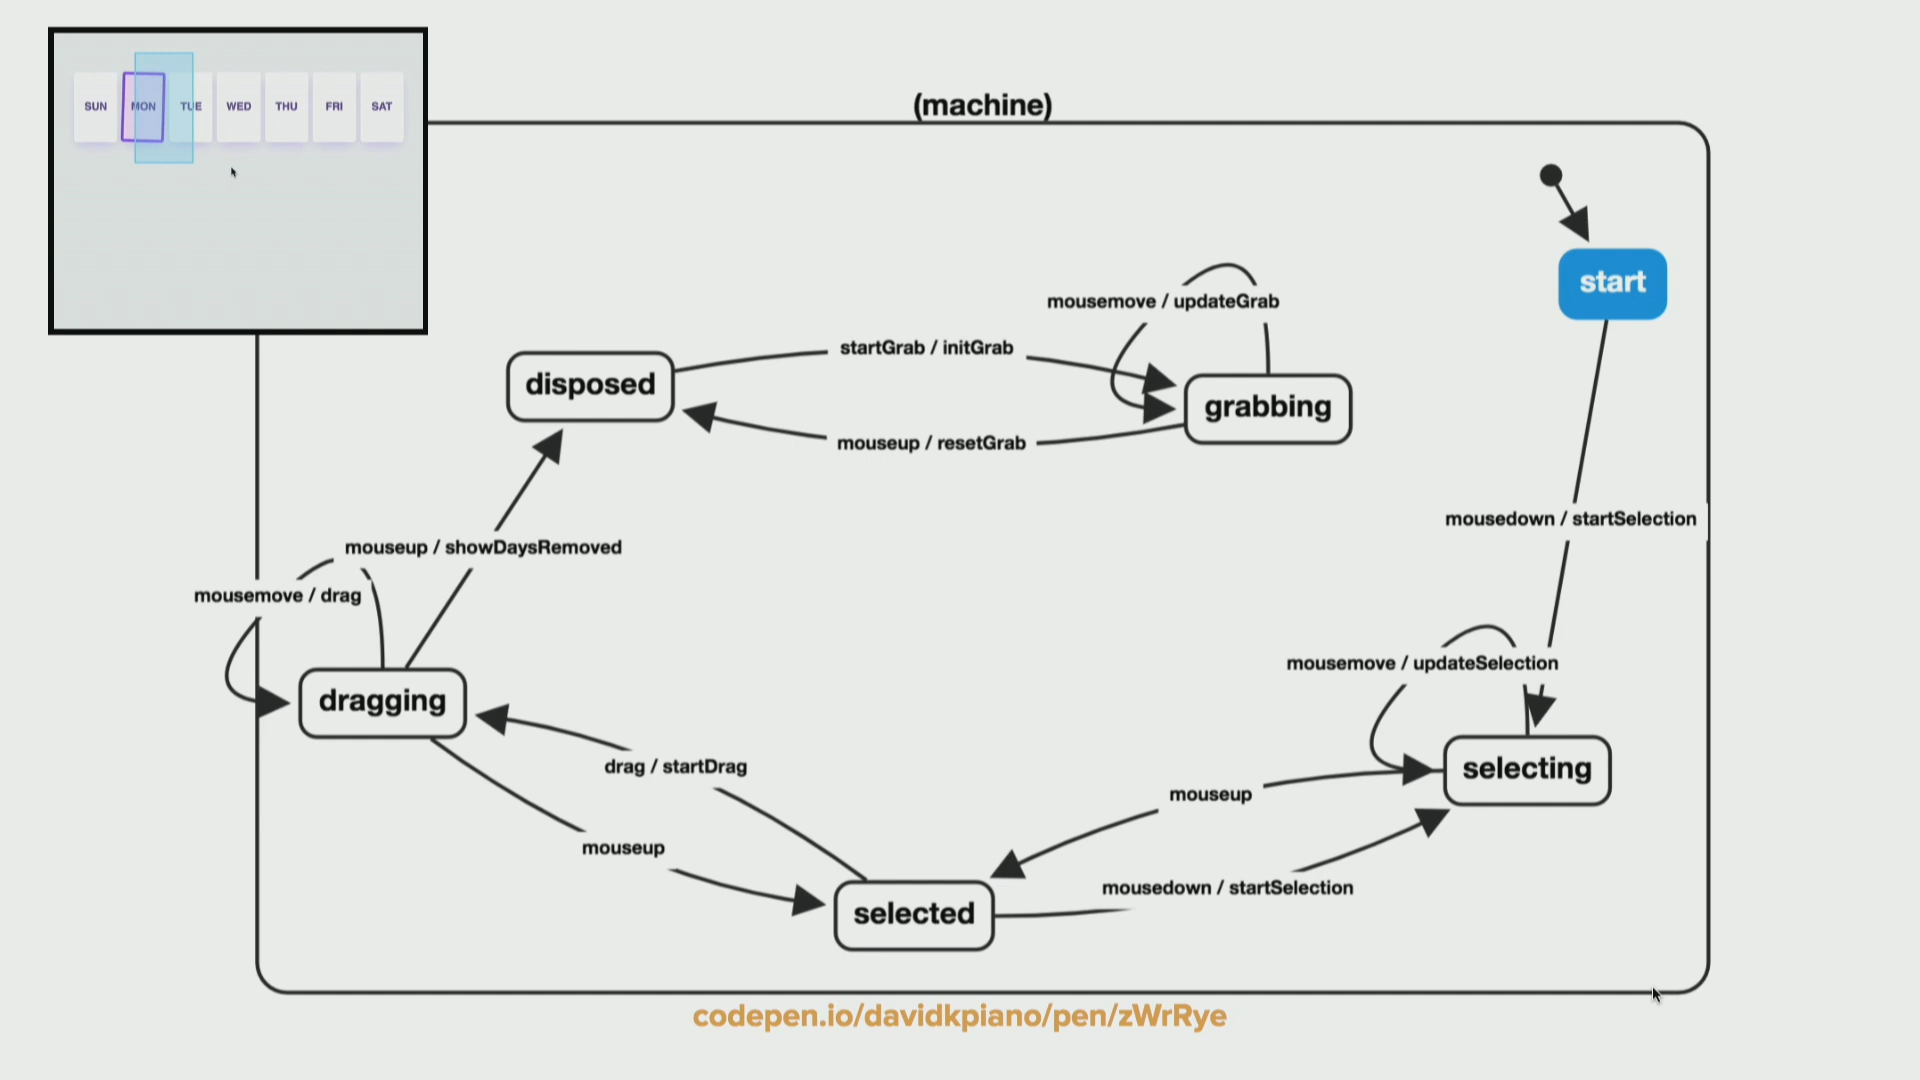 SUN MON TUE WED THU FRI SAT
(machine)
start
mousemove / updateGrab
startGrab / initGrab
disposed
grabbing
mouseup / resetGrab
mousedown / startSelection
mouseup / showDaysRemoved
mousemove / drag
mousemove / updateSelection
dragging
drag / startDrag
selecting
mouseup
mouseup
mousedown / startSelection
selected
codepen.io/davidkpiano/pen/zWrRye